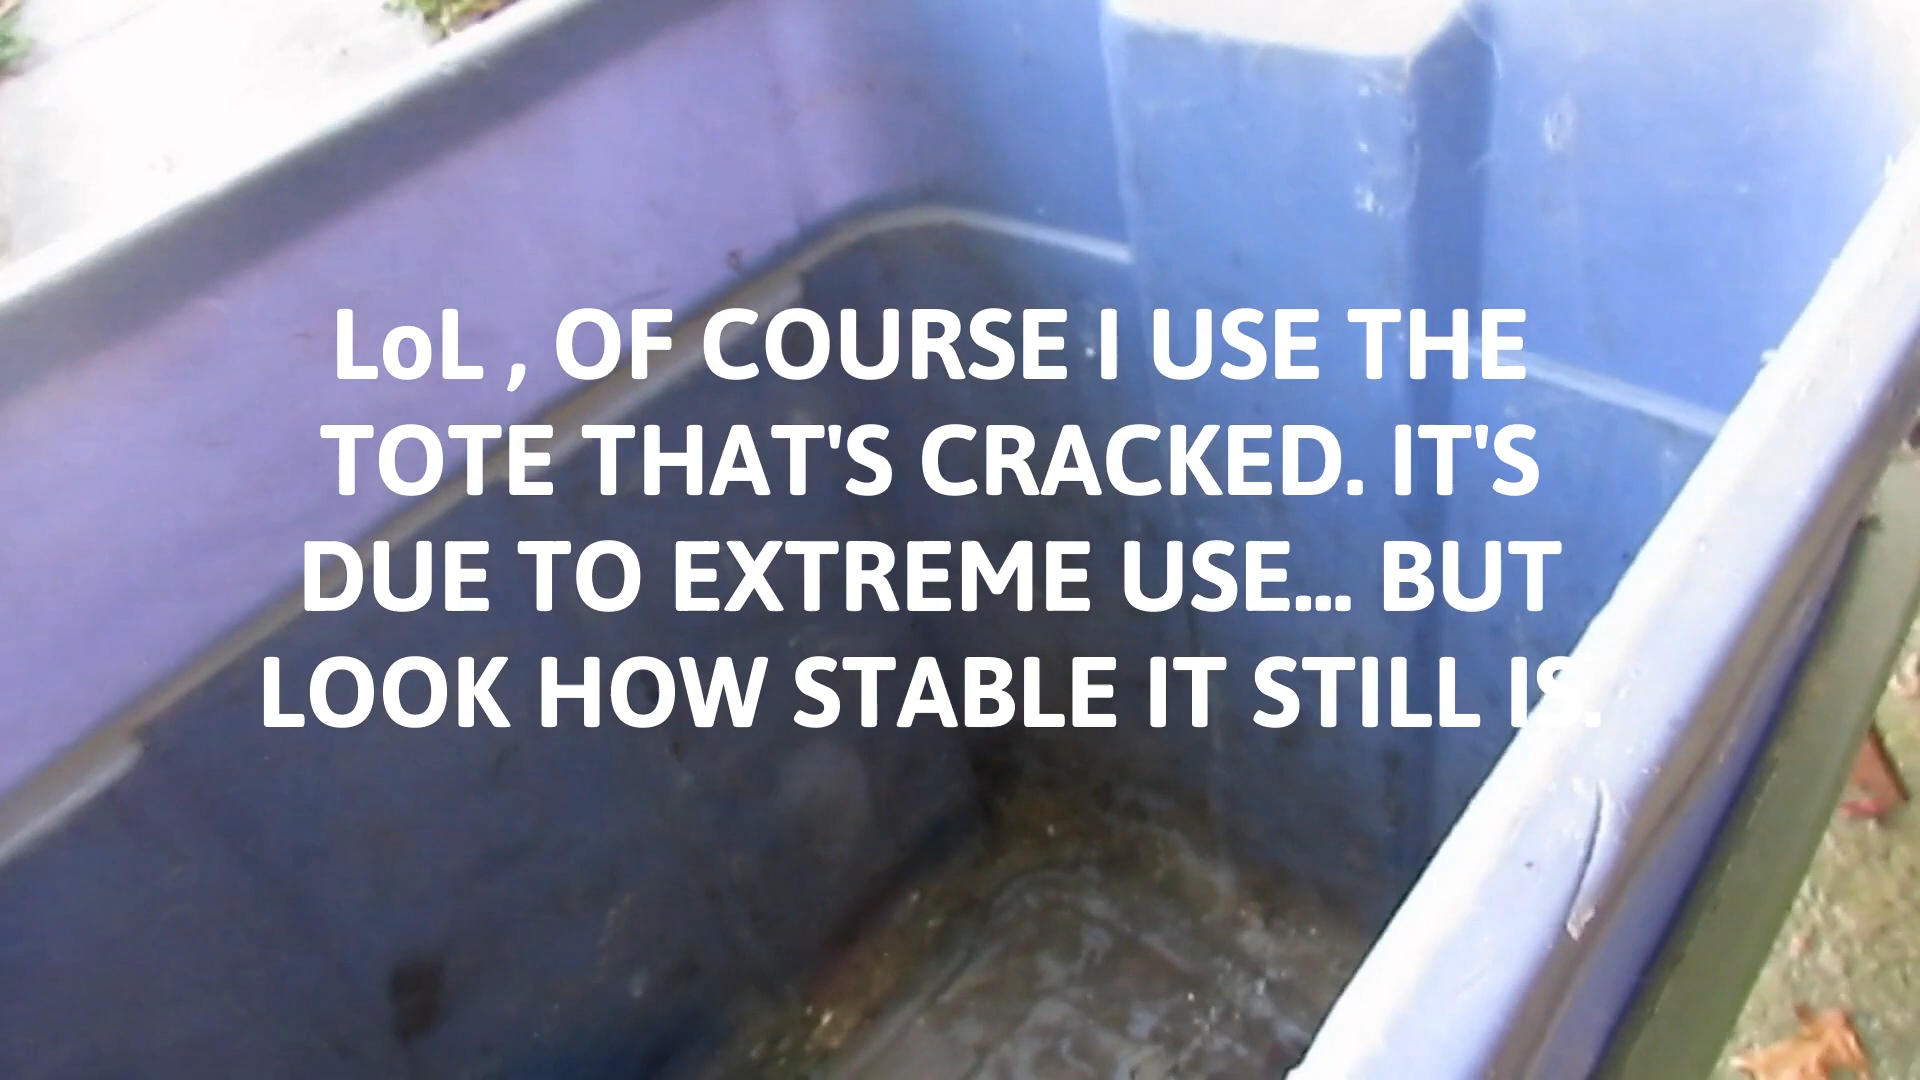 LoL , OF COURSE I USE THE
TOTE THAT'S CRACKED. IT'S
DUE TO EXTREME USE... BUT
LOOK HOW STABLE IT STILL IS.